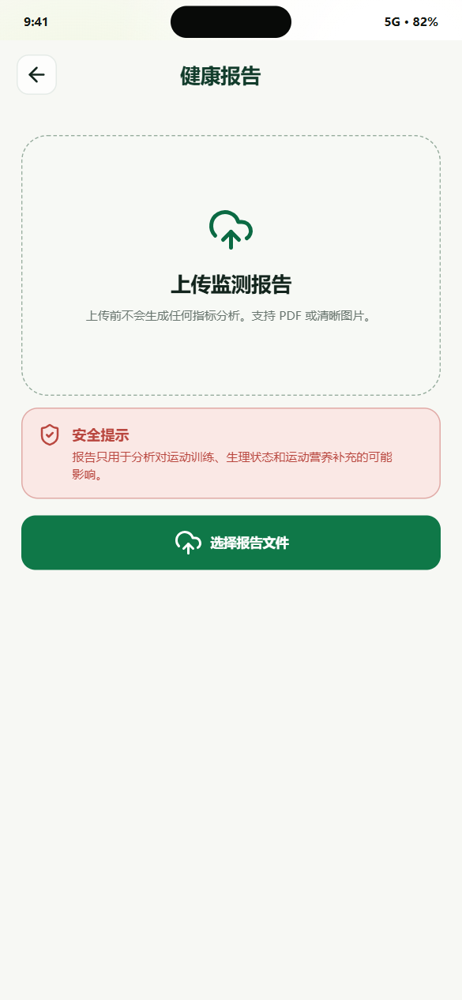 9:41
5G • 82%
健康报告
上传监测报告
上传前不会生成任何指标分析。支持 PDF 或清晰图片。
安全提示
报告只用于分析对运动训练、生理状态和运动营养补充的可能
影响。
选择报告文件